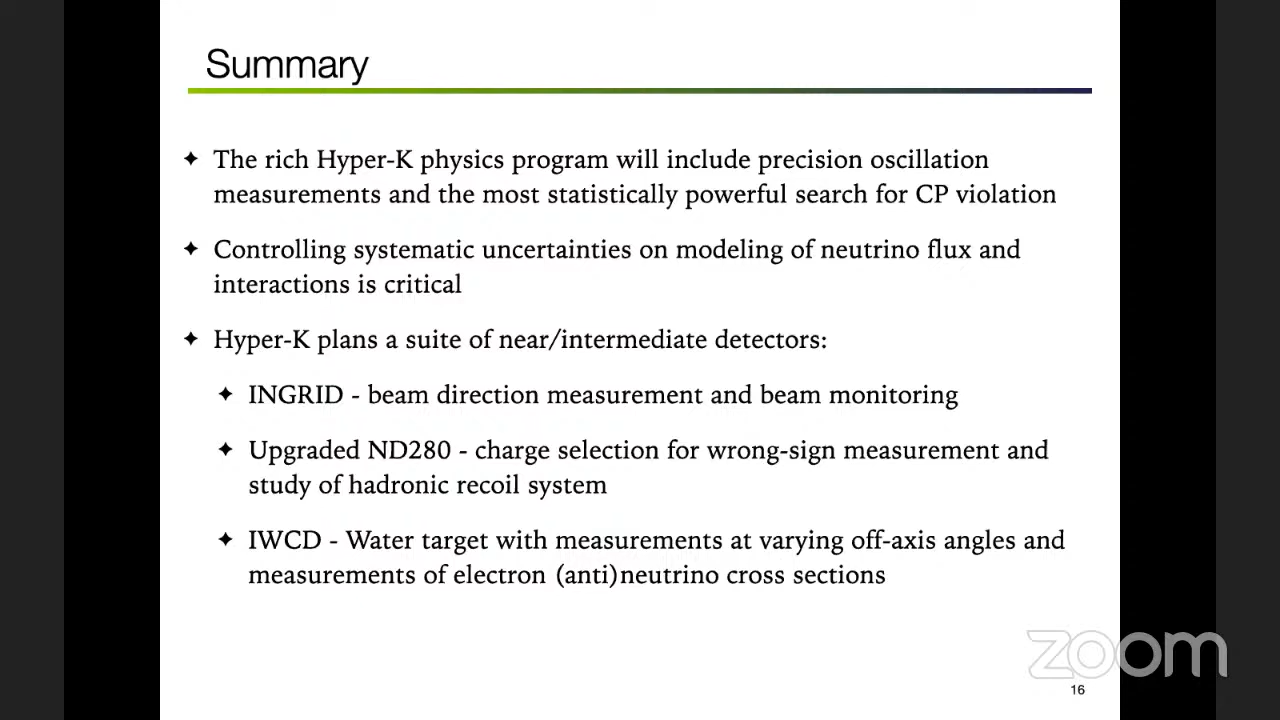 Summary
✦ The rich Hyper-K physics program will include precision oscillation
measurements and the most statistically powerful search for CP violation
✦ Controlling systematic uncertainties on modeling of neutrino flux and
interactions is critical
✦ Hyper-K plans a suite of near/intermediate detectors:
✦ INGRID - beam direction measurement and beam monitoring
✦ Upgraded ND280 - charge selection for wrong-sign measurement and
study of hadronic recoil system
✦ IWCD - Water target with measurements at varying off-axis angles and
measurements of electron (anti)neutrino cross sections
zoom
16